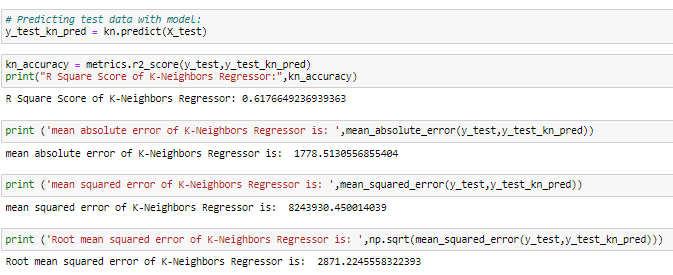 # Predicting test data with model:
y_test_kn_pred = kn.predict(X_test)
kn_accuracy = metrics.r2_score(y_test,y_test_kn_pred)
print("R Square Score of K-Neighbors Regressor:",kn_accuracy)
R Square Score of K-Neighbors Regressor: 0.6176649236939363
print ('mean absolute error of K-Neighbors Regressor is: ',mean_absolute_error(y_test,y_test_kn_pred))
mean absolute error of K-Neighbors Regressor is:  1778.5130556855404
print ('mean squared error of K-Neighbors Regressor is: ',mean_squared_error(y_test,y_test_kn_pred))
mean squared error of K-Neighbors Regressor is:  8243930.450014039
print ('Root mean squared error of K-Neighbors Regressor is: ',np.sqrt(mean_squared_error(y_test,y_test_kn_pred)))
Root mean squared error of K-Neighbors Regressor is:  2871.2245558322393